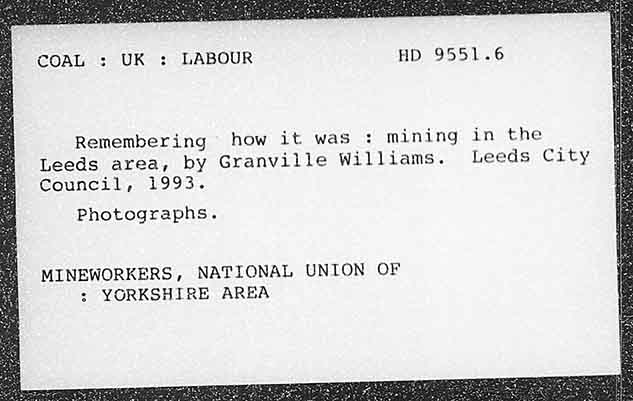 COAL : UK : LABOUR HD 9551.6
Remembering how it was : mining in the
Leeds area, by Granville Williams. Leeds City
Council, 1993.
Photographs.
MINEWORKERS, NATIONAL UNION OF
: YORKSHIRE AREA